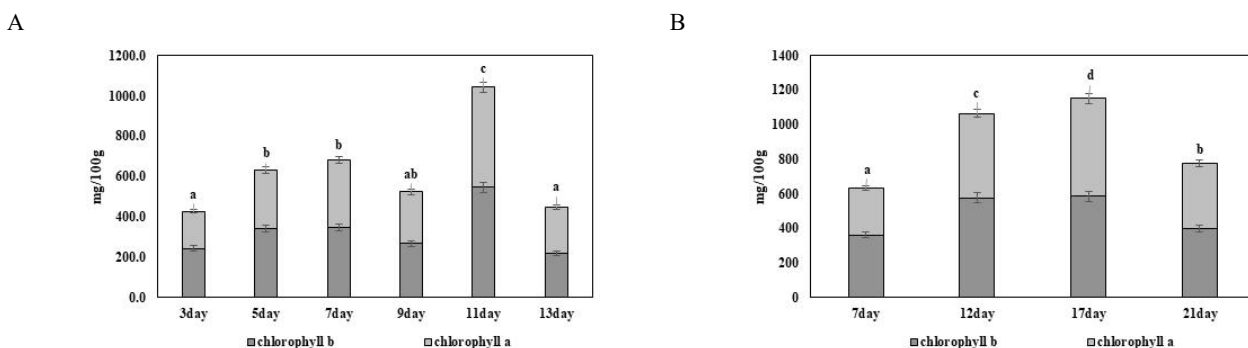 A
mg/100g
1200.0
1000.0
800.0
600.0
400.0
200.0
0.0
a
b
b
ab
c
a
3day 5day 7day 9day 11day 13day
chlorophyll b chlorophyll a
B
mg/100g
1400
1200
1000
800
600
400
200
0
a
c
d
b
7day 12day 17day 21day
chlorophyll b chlorophyll a